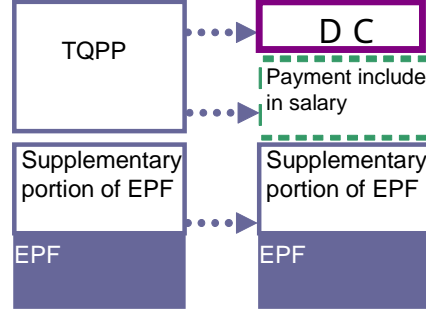 TQPP
D C
Payment include
in salary
Supplementary
portion of EPF
Supplementary
portion of EPF
EPF
EPF